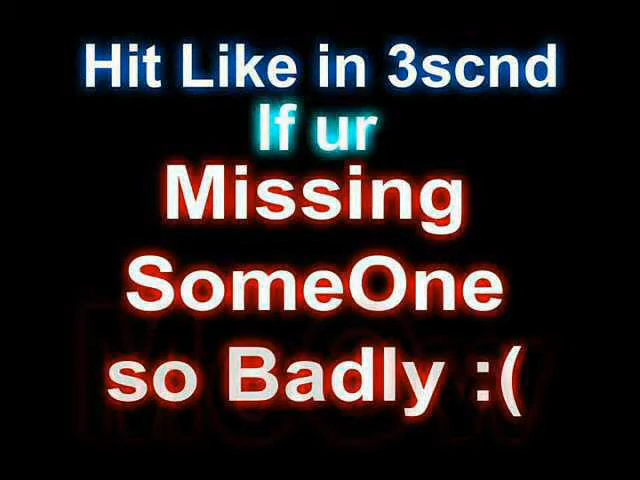 Hit Like in 3scnd
If ur
Missing
SomeOne
so Badly :(